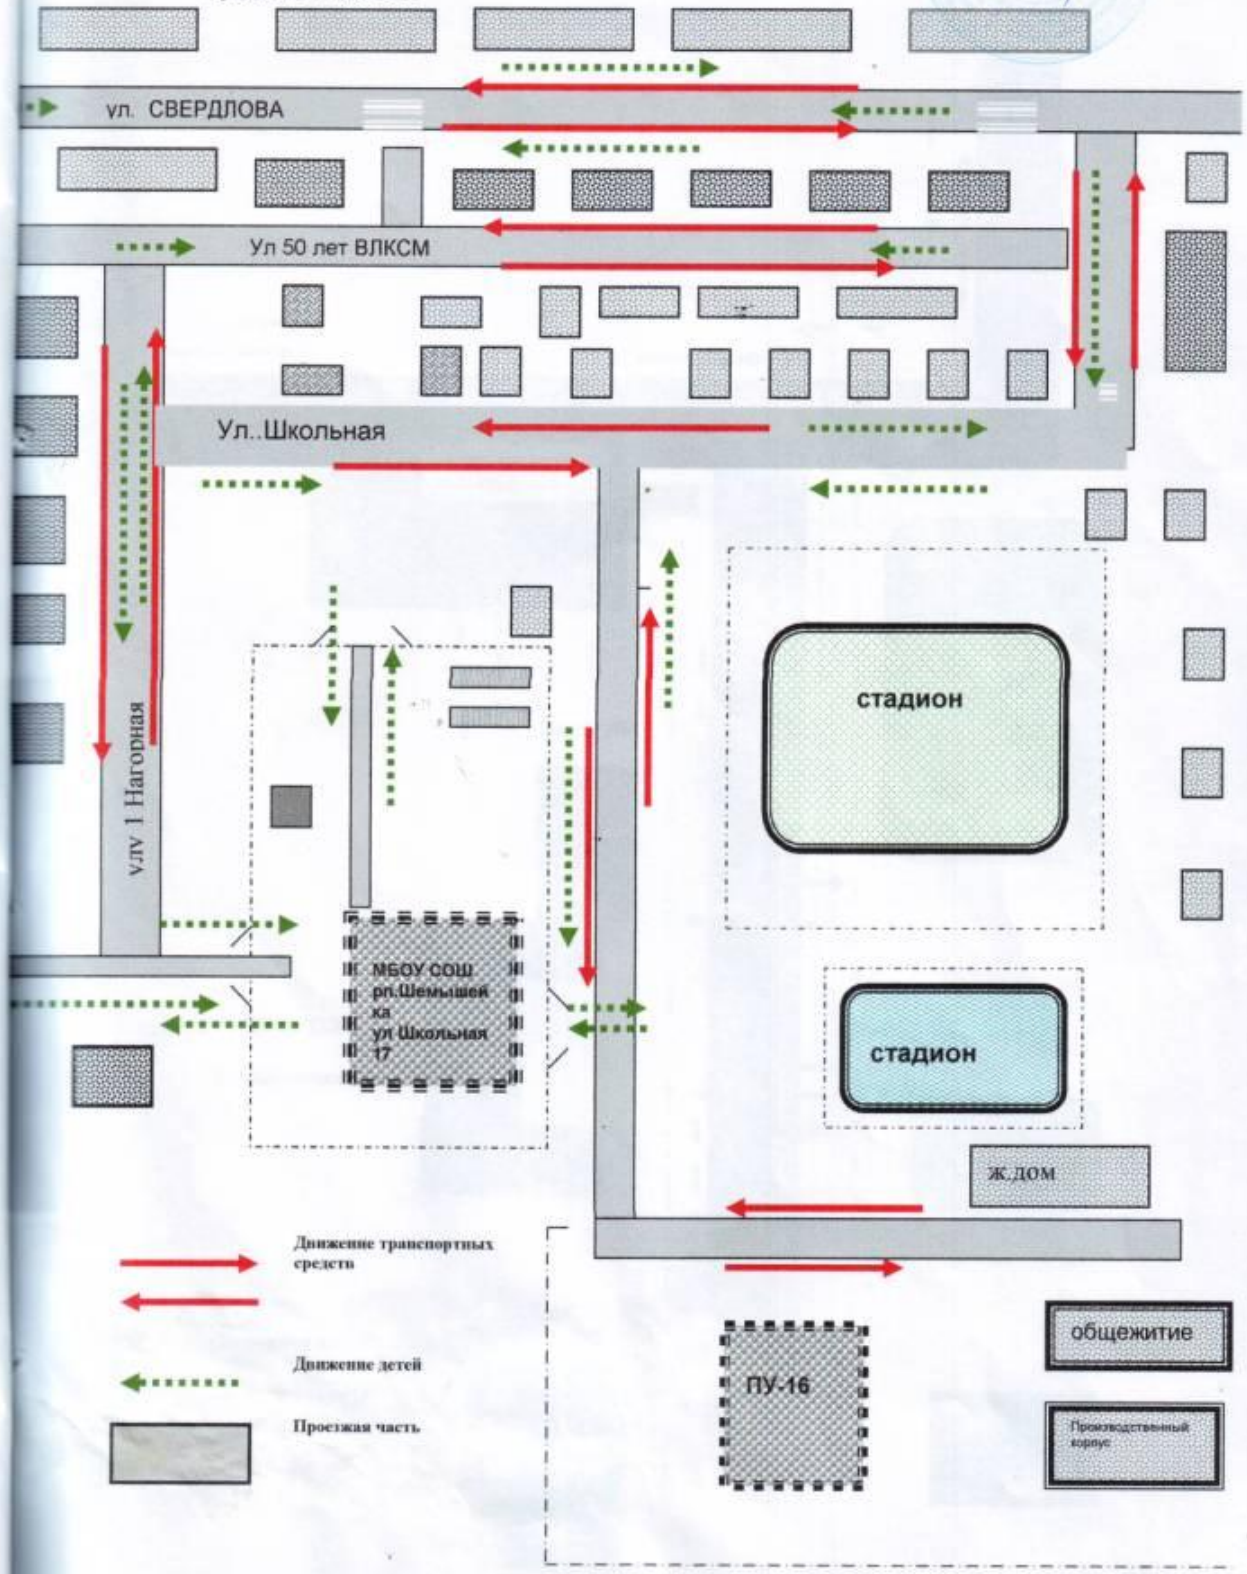 ул. СВЕРДЛОВА
Ул 50 лет ВЛКСМ
Ул..Школьная
улу 1 Нагорная
стадион
МБОУ СОШ
рп.Шемышей
ка
ул Школьная
17
стадион
ж.дом
Движение транспортных
средств
общежитие
Движение детей
ПУ-16
Проезжая часть
Производственный
корпус